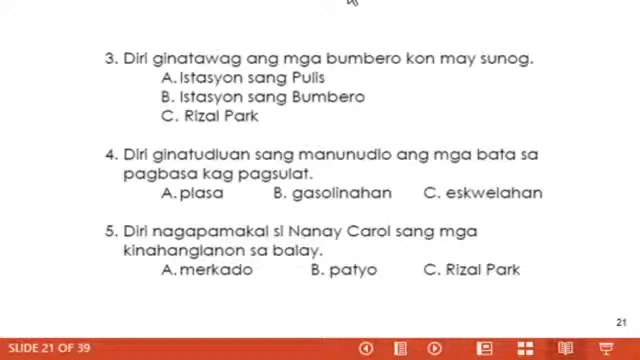 3. Diri ginatawag ang mga bumbero kon may sunog.
A. Istasyon sang Pulis
B. Istasyon sang Bumbero
C. Rizal Park
4. Diri ginatudluan sang manunudlo ang mga bata sa
pagbasa kag pagsulat.
A. plasa B. gasolinahan C. eskwelahan
5. Diri nagapamakal si Nanay Carol sang mga
kinahanglanon sa balay.
A. merkado B. patyo C. Rizal Park
21
SLIDE 21 OF 39